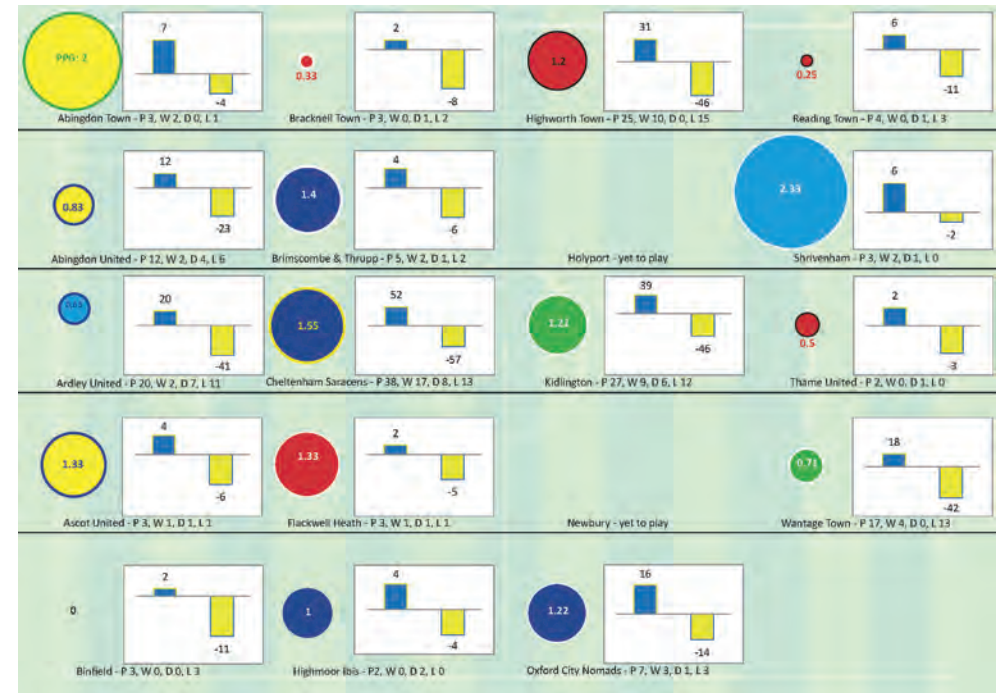 PPG: 2
7
-4
Abingdon Town - P 3, W 2, D 0, L 1
0.33
2
-8
Bracknell Town - P 3, W 0, D 1, L 2
1.2
31
-46
Highworth Town - P 25, W 10, D 0, L 15
0.25
6
-11
Reading Town - P 4, W 0, D 1, L 3
0.83
12
-23
Abingdon United - P 12, W 2, D 4, L 6
1.4
4
-6
Brimscombe & Thrupp - P 5, W 2, D 1, L 2
Holyport - yet to play
2.33
6
-2
Shrivenham - P 3, W 2, D 1, L 0
20
-41
Ardley United - P 20, W 2, D 7, L 11
1.55
52
-57
Cheltenham Saracens - P 38, W 17, D 8, L 13
1.22
39
-46
Kidlington - P 27, W 9, D 6, L 12
0.5
2
-3
Thame United - P 2, W 0, D 1, L 0
1.33
4
-6
Ascot United - P 3, W 1, D 1, L 1
1.33
2
-5
Flackwell Heath - P 3, W 1, D 1, L 1
Newbury - yet to play
0.71
18
-42
Wantage Town - P 17, W 4, D 0, L 13
0
2
-11
Binfield - P 3, W 0, D 0, L 3
1
4
-4
Highmoor Ibis - P2, W 0, D 2, L 0
1.22
16
-14
Oxford City Nomads - P 7, W 3, D 1, L 3